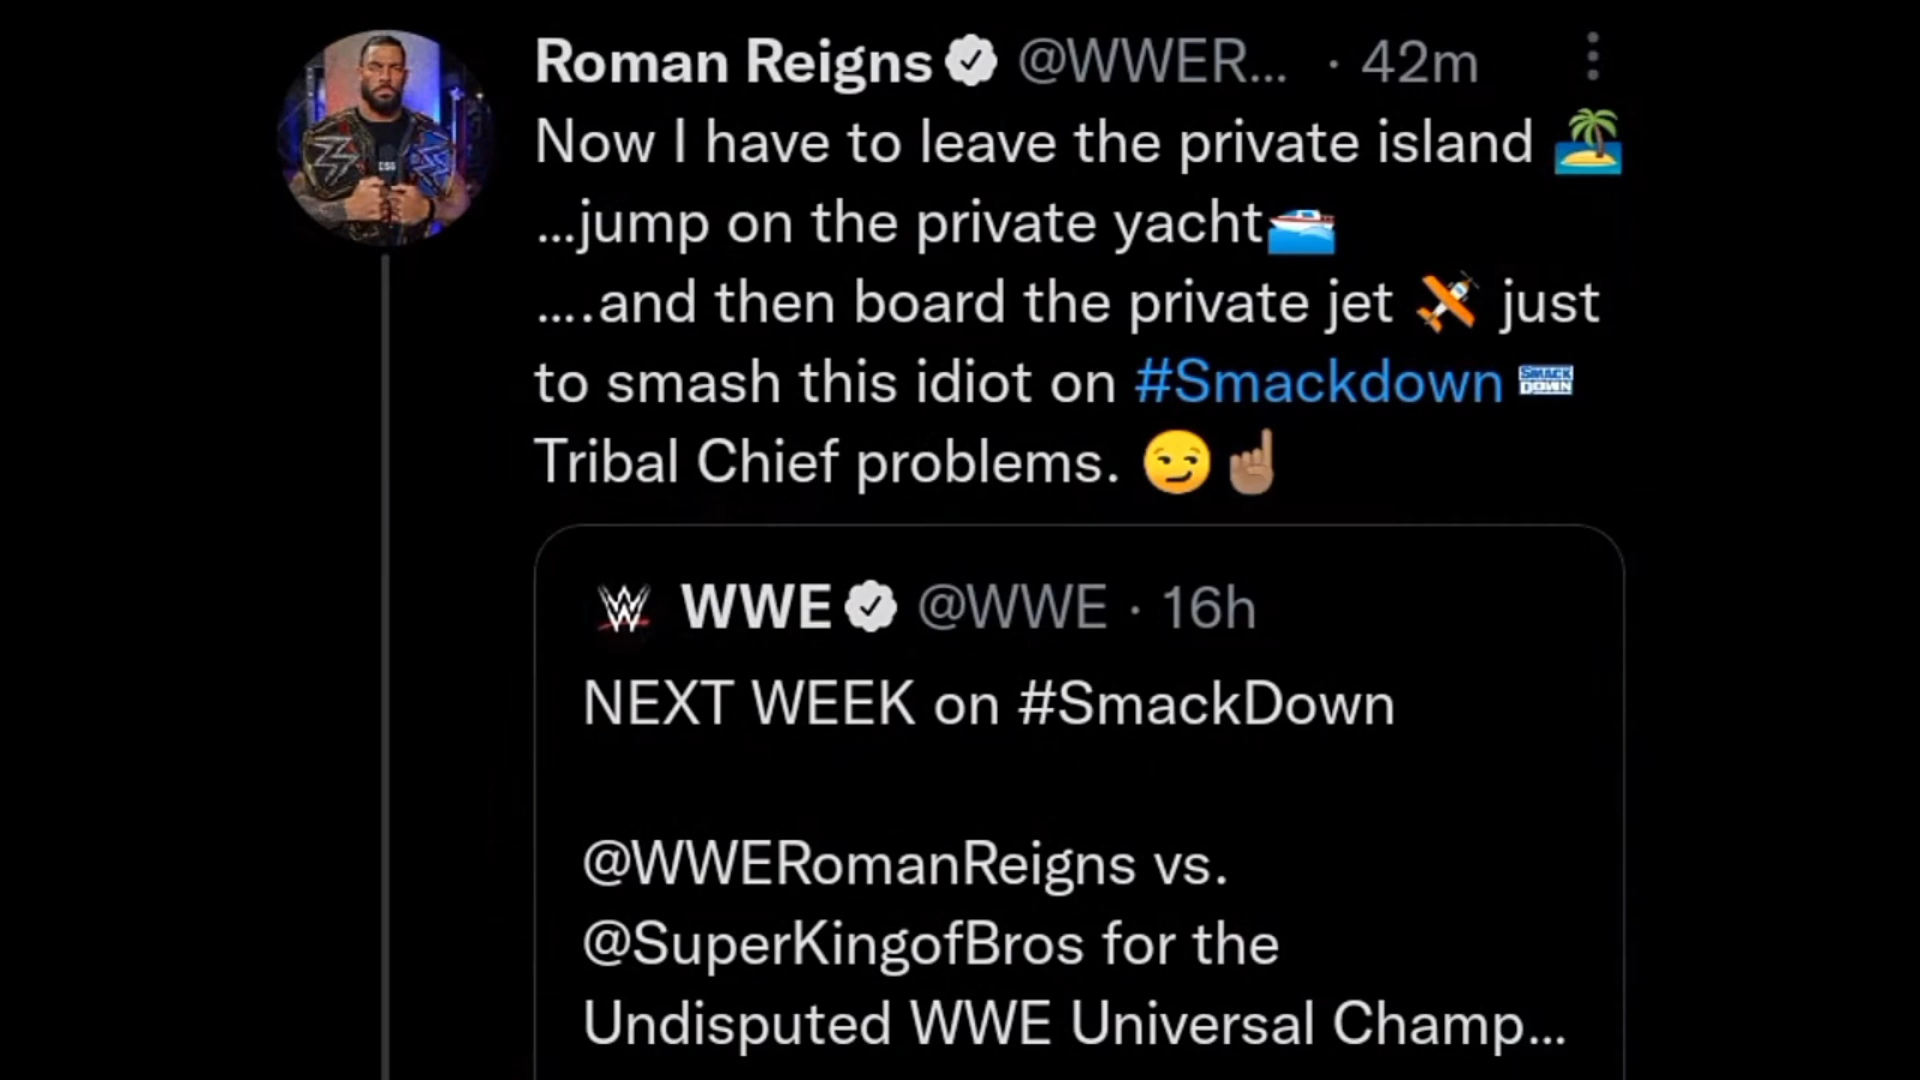 Roman Reigns @WWER... · 42m
Now I have to leave the private island 🏝️
...jump on the private yacht🚤
....and then board the private jet 🛩️ just
to smash this idiot on #Smackdown SMACK DOWN
Tribal Chief problems. 😏☝🏽
WWE @WWE · 16h
NEXT WEEK on #SmackDown
@WWERomanReigns vs.
@SuperKingofBros for the
Undisputed WWE Universal Champ...